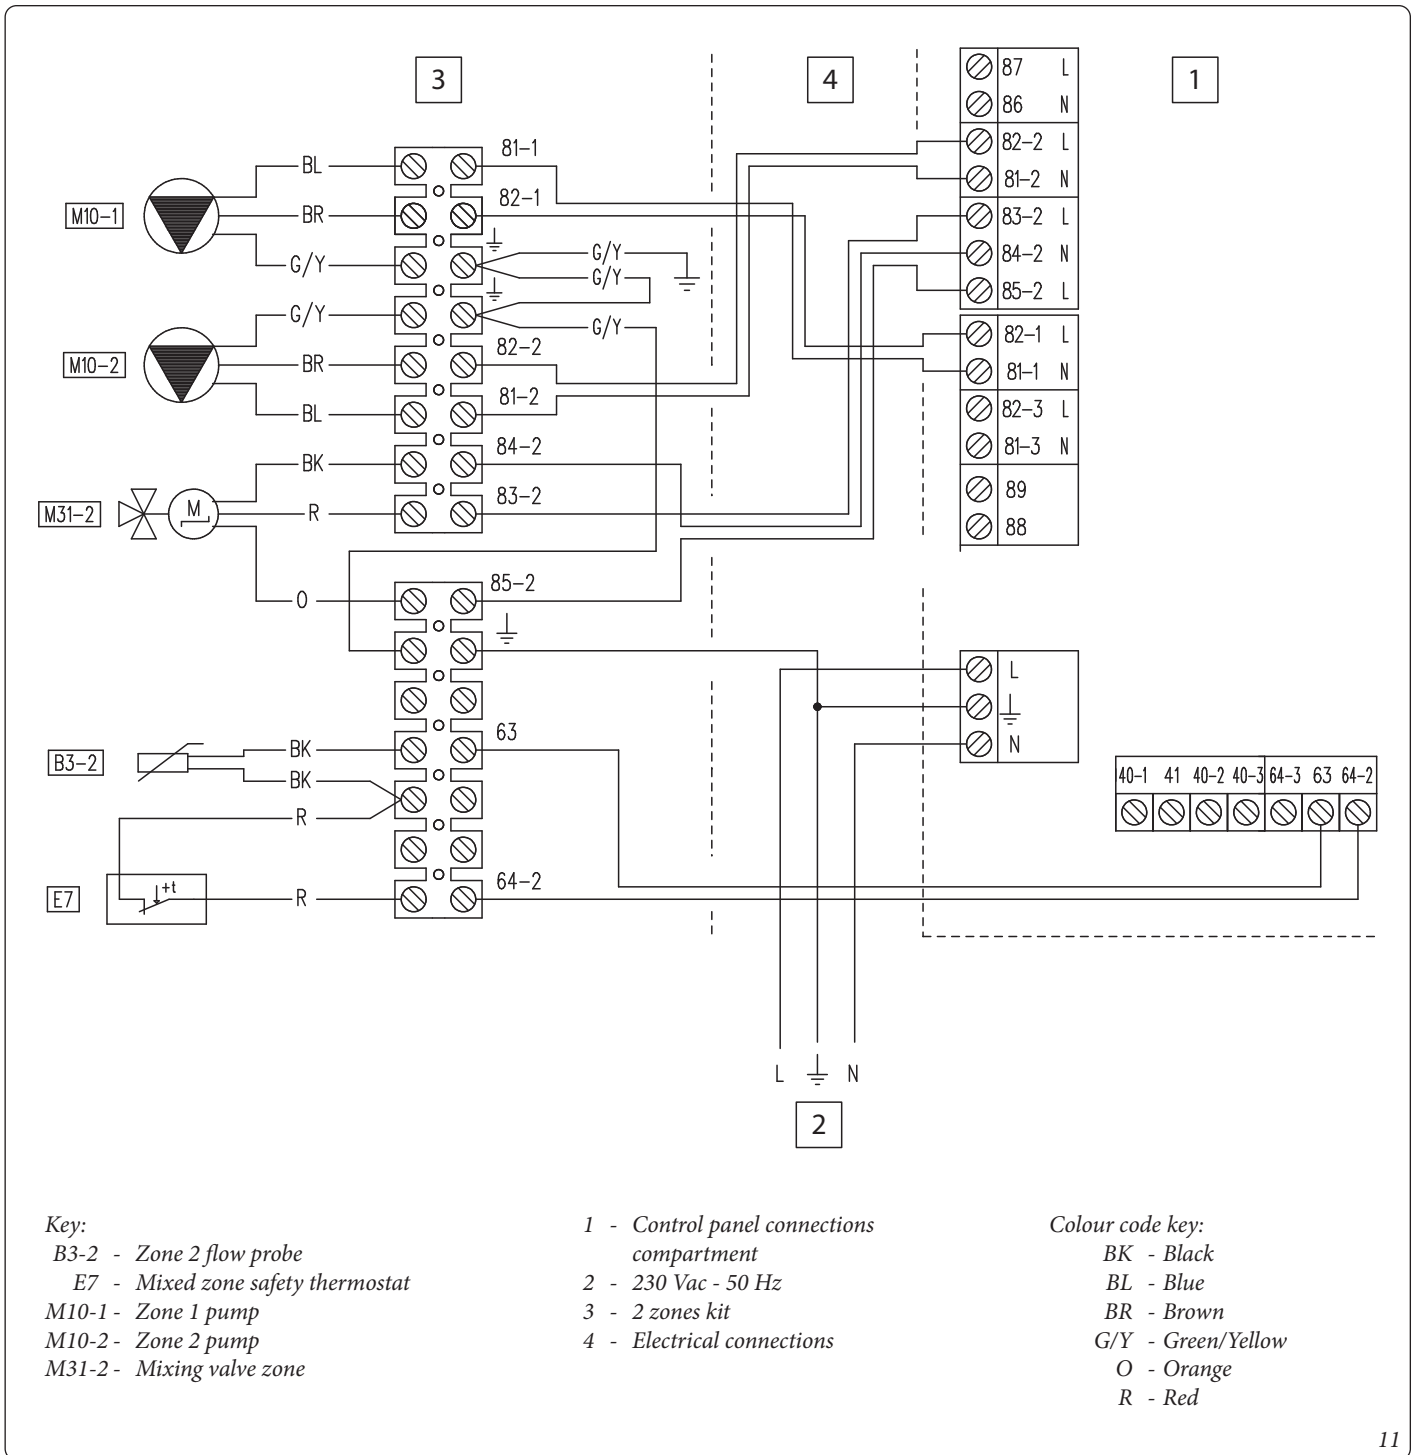 3
4
1
87 L
86 N
82-2 L
81-2 N
83-2 L
84-2 N
85-2 L
82-1 L
81-1 N
82-3 L
81-3 N
89
88
M10-1
BL
BR
G/Y
81-1
82-1
G/Y
G/Y
G/Y
M10-2
G/Y
BR
BL
82-2
81-2
M31-2
M
BK
R
O
84-2
83-2
85-2
L
N
B3-2
BK
BK
R
63
E7
+t
R
64-2
40-1 41 40-2 40-3 64-3 63 64-2
L N
2
Key:
B3-2 - Zone 2 flow probe
E7 - Mixed zone safety thermostat
M10-1 - Zone 1 pump
M10-2 - Zone 2 pump
M31-2 - Mixing valve zone
1 - Control panel connections
compartment
2 - 230 Vac - 50 Hz
3 - 2 zones kit
4 - Electrical connections
Colour code key:
BK - Black
BL - Blue
BR - Brown
G/Y - Green/Yellow
O - Orange
R - Red
11